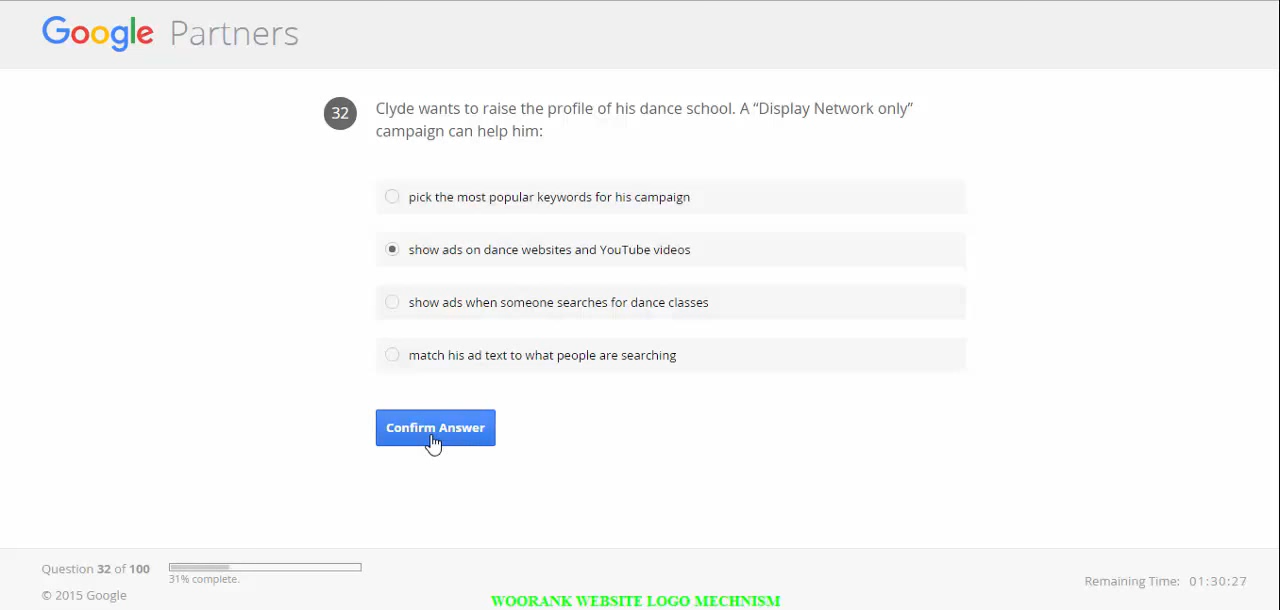 Google Partners
32
Clyde wants to raise the profile of his dance school. A “Display Network only”
campaign can help him:
pick the most popular keywords for his campaign
show ads on dance websites and YouTube videos
show ads when someone searches for dance classes
match his ad text to what people are searching
Confirm Answer
Question 32 of 100
31% complete.
Remaining Time: 01:30:27
© 2015 Google
WOORANK WEBSITE LOGO MECHNISM